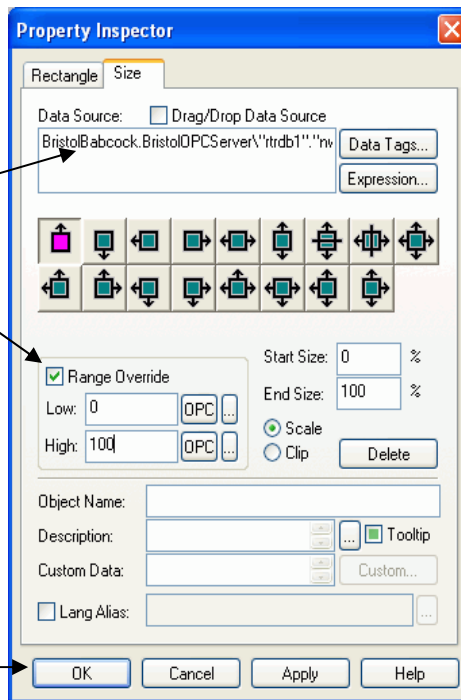 Property Inspector
Rectangle Size
Data Source: Drag/Drop Data Source
BristolBabcock.BristolOPCServer\"rtrdb1"."nw Data Tags...
Expression...
Start Size: 0 %
Range Override
End Size: 100 %
Low: 0 OPC ...
Scale
High: 100 OPC ...
Clip Delete
Object Name:
Description: ... Tooltip
Custom Data: Custom...
Lang Alias: ...
OK Cancel Apply Help